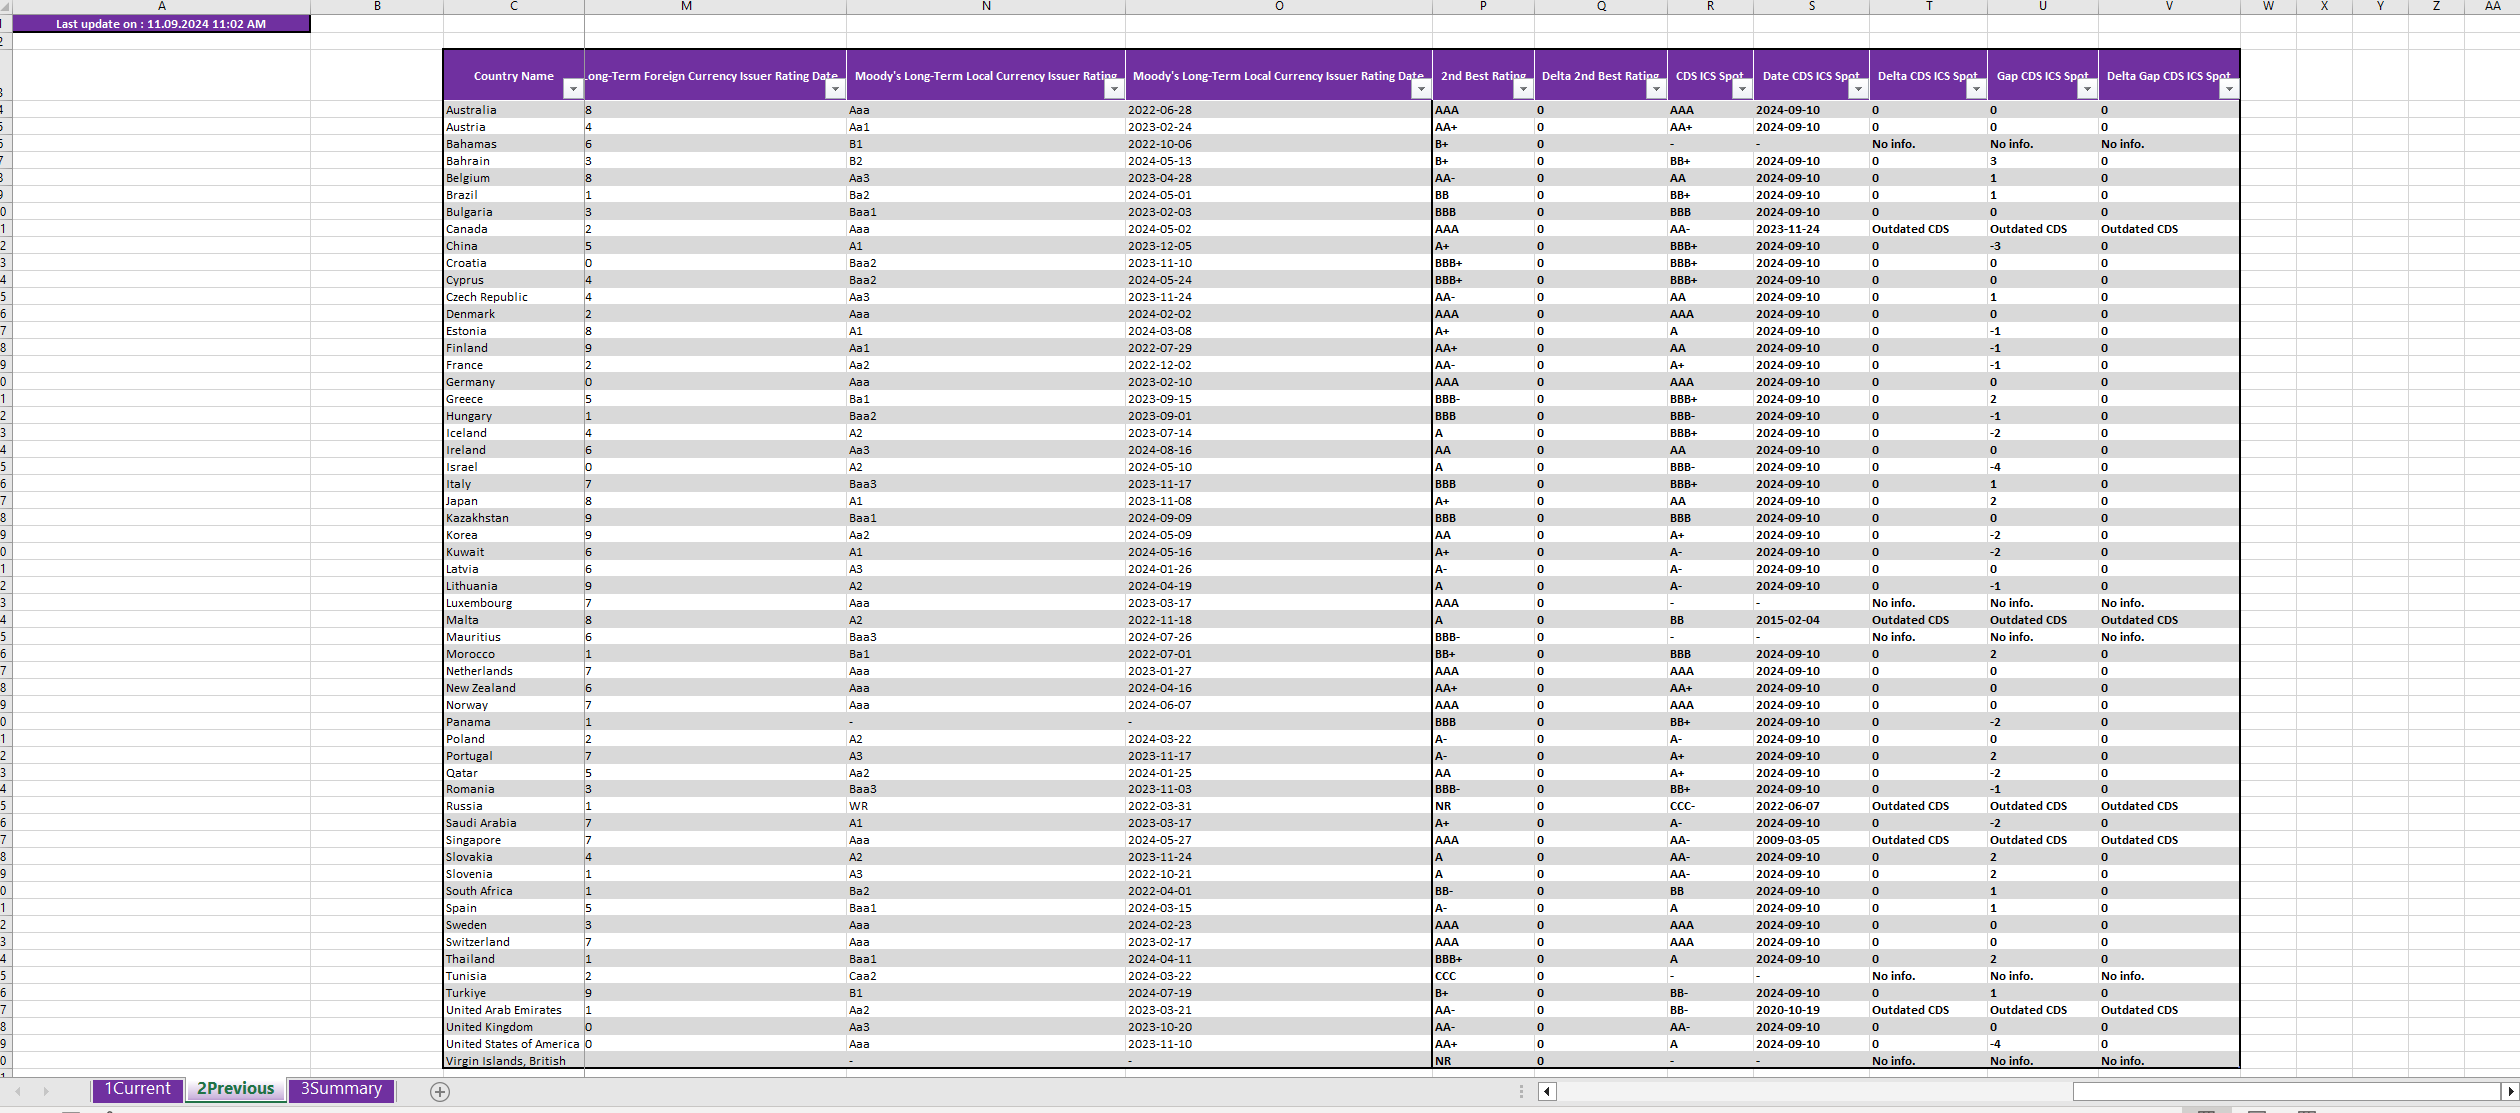 A B C M N O P Q R S T U V W X Y Z AA
Last update on : 11.09.2024 11:02 AM
Country Name ong-Term Foreign Currency Issuer Rating Date Moody's Long-Term Local Currency Issuer Rating Moody's Long-Term Local Currency Issuer Rating Date 2nd Best Rating Delta 2nd Best Rating CDS ICS Spot Date CDS ICS Spot Delta CDS ICS Spot Gap CDS ICS Spot Delta Gap CDS ICS Spot
Australia 8 Aaa 2022-06-28 AAA 0 AAA 2024-09-10 0 0 0
Austria 4 Aa1 2023-02-24 AA+ 0 AA+ 2024-09-10 0 0 0
Bahamas 6 B1 2022-10-06 B+ 0 - - No info. No info. No info.
Bahrain 3 B2 2024-05-13 B+ 0 BB+ 2024-09-10 0 3 0
Belgium 8 Aa3 2023-04-28 AA- 0 AA 2024-09-10 0 1 0
Brazil 1 Ba2 2024-05-01 BB 0 BB+ 2024-09-10 0 1 0
Bulgaria 3 Baa1 2023-02-03 BBB 0 BBB 2024-09-10 0 0 0
Canada 2 Aaa 2024-05-02 AAA 0 AA- 2023-11-24 Outdated CDS Outdated CDS Outdated CDS
China 5 A1 2023-12-05 A+ 0 BBB+ 2024-09-10 0 -3 0
Croatia 0 Baa2 2023-11-10 BBB+ 0 BBB+ 2024-09-10 0 0 0
Cyprus 4 Baa2 2024-05-24 BBB+ 0 BBB+ 2024-09-10 0 0 0
Czech Republic 4 Aa3 2023-11-24 AA- 0 AA 2024-09-10 0 1 0
Denmark 2 Aaa 2024-02-02 AAA 0 AAA 2024-09-10 0 0 0
Estonia 8 A1 2024-03-08 A+ 0 A 2024-09-10 0 -1 0
Finland 9 Aa1 2022-07-29 AA+ 0 AA 2024-09-10 0 -1 0
France 2 Aa2 2022-12-02 AA- 0 A+ 2024-09-10 0 -1 0
Germany 0 Aaa 2023-02-10 AAA 0 AAA 2024-09-10 0 0 0
Greece 5 Ba1 2023-09-15 BBB- 0 BBB+ 2024-09-10 0 2 0
Hungary 1 Baa2 2023-09-01 BBB 0 BBB- 2024-09-10 0 -1 0
Iceland 4 A2 2023-07-14 A 0 BBB+ 2024-09-10 0 -2 0
Ireland 6 Aa3 2024-08-16 AA 0 AA 2024-09-10 0 0 0
Israel 0 A2 2024-05-10 A 0 BBB- 2024-09-10 0 -4 0
Italy 7 Baa3 2023-11-17 BBB 0 BBB+ 2024-09-10 0 1 0
Japan 8 A1 2023-11-08 A+ 0 AA 2024-09-10 0 2 0
Kazakhstan 9 Baa1 2024-09-09 BBB 0 BBB 2024-09-10 0 0 0
Korea 9 Aa2 2024-05-09 AA 0 A+ 2024-09-10 0 -2 0
Kuwait 6 A1 2024-05-16 A+ 0 A- 2024-09-10 0 -2 0
Latvia 6 A3 2024-01-26 A- 0 A- 2024-09-10 0 0 0
Lithuania 9 A2 2024-04-19 A 0 A- 2024-09-10 0 -1 0
Luxembourg 7 Aaa 2023-03-17 AAA 0 - - No info. No info. No info.
Malta 8 A2 2022-11-18 A 0 BB 2015-02-04 Outdated CDS Outdated CDS Outdated CDS
Mauritius 6 Baa3 2024-07-26 BBB- 0 - - No info. No info. No info.
Morocco 1 Ba1 2022-07-01 BB+ 0 BBB 2024-09-10 0 2 0
Netherlands 7 Aaa 2023-01-27 AAA 0 AAA 2024-09-10 0 0 0
New Zealand 6 Aaa 2024-04-16 AA+ 0 AA+ 2024-09-10 0 0 0
Norway 7 Aaa 2024-06-07 AAA 0 AAA 2024-09-10 0 0 0
Panama 1 - - BBB 0 BB+ 2024-09-10 0 -2 0
Poland 2 A2 2024-03-22 A- 0 A- 2024-09-10 0 0 0
Portugal 7 A3 2023-11-17 A- 0 A+ 2024-09-10 0 2 0
Qatar 5 Aa2 2024-01-25 AA 0 A+ 2024-09-10 0 -2 0
Romania 3 Baa3 2023-11-03 BBB- 0 BB+ 2024-09-10 0 -1 0
Russia 1 WR 2022-03-31 NR 0 CCC- 2022-06-07 Outdated CDS Outdated CDS Outdated CDS
Saudi Arabia 7 A1 2023-03-17 A+ 0 A- 2024-09-10 0 -2 0
Singapore 7 Aaa 2024-05-27 AAA 0 AA- 2009-03-05 Outdated CDS Outdated CDS Outdated CDS
Slovakia 4 A2 2023-11-24 A 0 AA- 2024-09-10 0 2 0
Slovenia 1 A3 2022-10-21 A 0 AA- 2024-09-10 0 2 0
South Africa 1 Ba2 2022-04-01 BB- 0 BB 2024-09-10 0 1 0
Spain 5 Baa1 2024-03-15 A- 0 A 2024-09-10 0 1 0
Sweden 3 Aaa 2024-02-23 AAA 0 AAA 2024-09-10 0 0 0
Switzerland 7 Aaa 2023-02-17 AAA 0 AAA 2024-09-10 0 0 0
Thailand 1 Baa1 2024-04-11 BBB+ 0 A 2024-09-10 0 2 0
Tunisia 2 Caa2 2024-03-22 CCC 0 - - No info. No info. No info.
Turkiye 9 B1 2024-07-19 B+ 0 BB- 2024-09-10 0 1 0
United Arab Emirates 1 Aa2 2023-03-21 AA- 0 BB- 2020-10-19 Outdated CDS Outdated CDS Outdated CDS
United Kingdom 0 Aa3 2023-10-20 AA- 0 AA- 2024-09-10 0 0 0
United States of America 0 Aaa 2023-11-10 AA+ 0 A 2024-09-10 0 -4 0
Virgin Islands, British - - NR 0 - - No info. No info. No info.
1Current 2Previous 3Summary